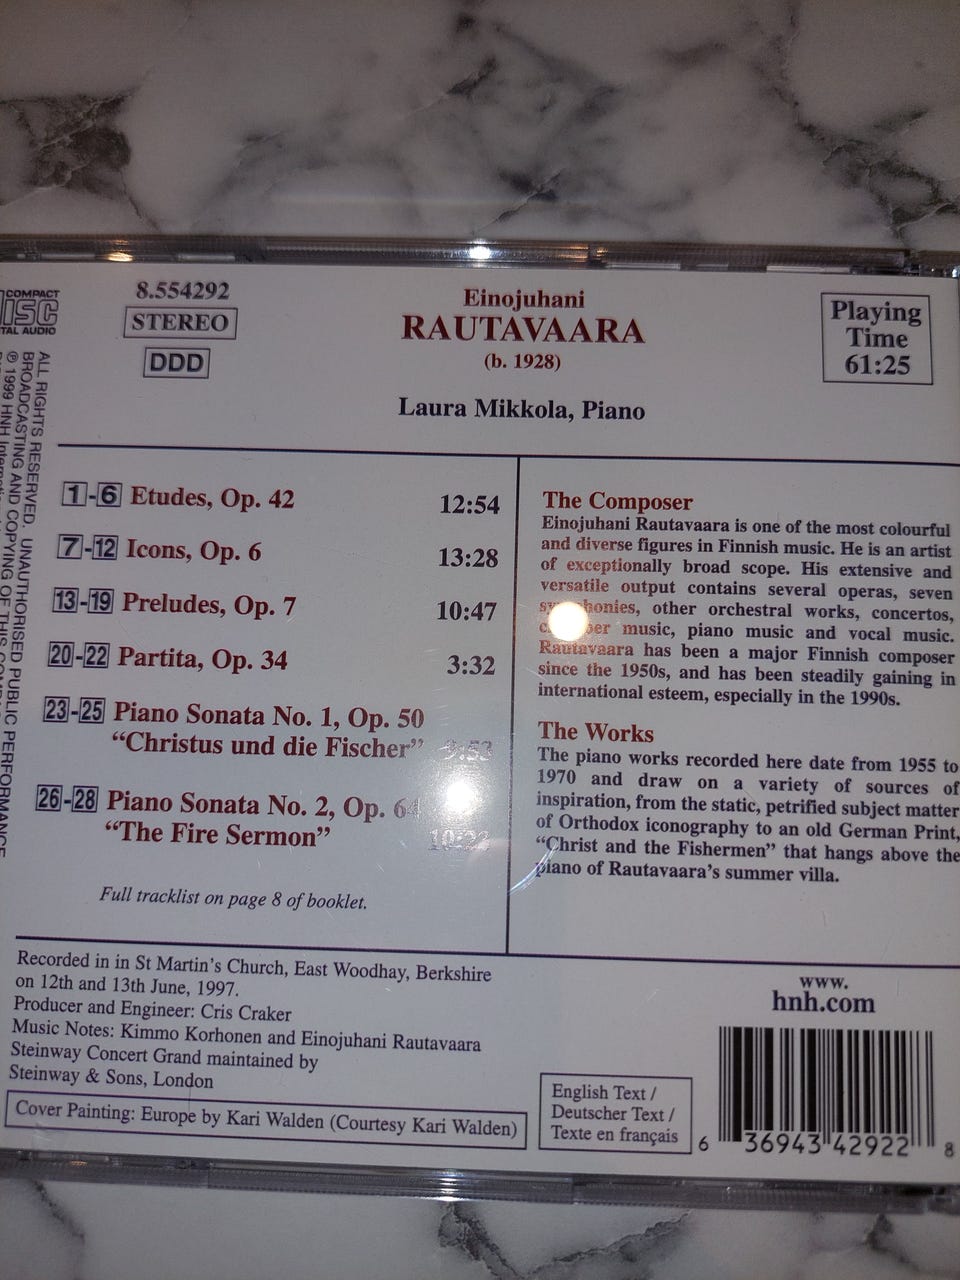 COMPACT
DISC
8.554292
STEREO
DDD
Einojuhani
RAUTAVAARA
(b. 1928)
Laura Mikkola, Piano
Playing
Time
61:25
1-6 Etudes, Op. 42 12:54
7-12 Icons, Op. 6 13:28
13-19 Preludes, Op. 7 10:47
20-22 Partita, Op. 34 3:32
23-25 Piano Sonata No. 1, Op. 50
“Christus und die Fischer”
26-28 Piano Sonata No. 2, Op. 64
“The Fire Sermon”
Full tracklist on page 8 of booklet.
The Composer
Einojuhani Rautavaara is one of the most colourful
and diverse figures in Finnish music. He is an artist
of exceptionally broad scope. His extensive and
versatile output contains several operas, seven
symphonies, other orchestral works, concertos,
chamber music, piano music and vocal music.
Rautavaara has been a major Finnish composer
since the 1950s, and has been steadily gaining in
international esteem, especially in the 1990s.
The Works
The piano works recorded here date from 1955 to
1970 and draw on a variety of sources of
inspiration, from the static, petrified subject matter
of Orthodox iconography to an old German Print,
“Christ and the Fishermen” that hangs above the
piano of Rautavaara’s summer villa.
Recorded in in St Martin’s Church, East Woodhay, Berkshire
on 12th and 13th June, 1997.
Producer and Engineer: Cris Craker
Music Notes: Kimmo Korhonen and Einojuhani Rautavaara
Steinway Concert Grand maintained by
Steinway & Sons, London
Cover Painting: Europe by Kari Walden (Courtesy Kari Walden)
English Text /
Deutscher Text /
Texte en français
www.
hnh.com
6 36943 42922 8
ALL RIGHTS RESERVED. UNAUTHORISED PUBLIC PERFORMANCE
BROADCASTING AND COPYING OF THIS
℗ 1999 HNH